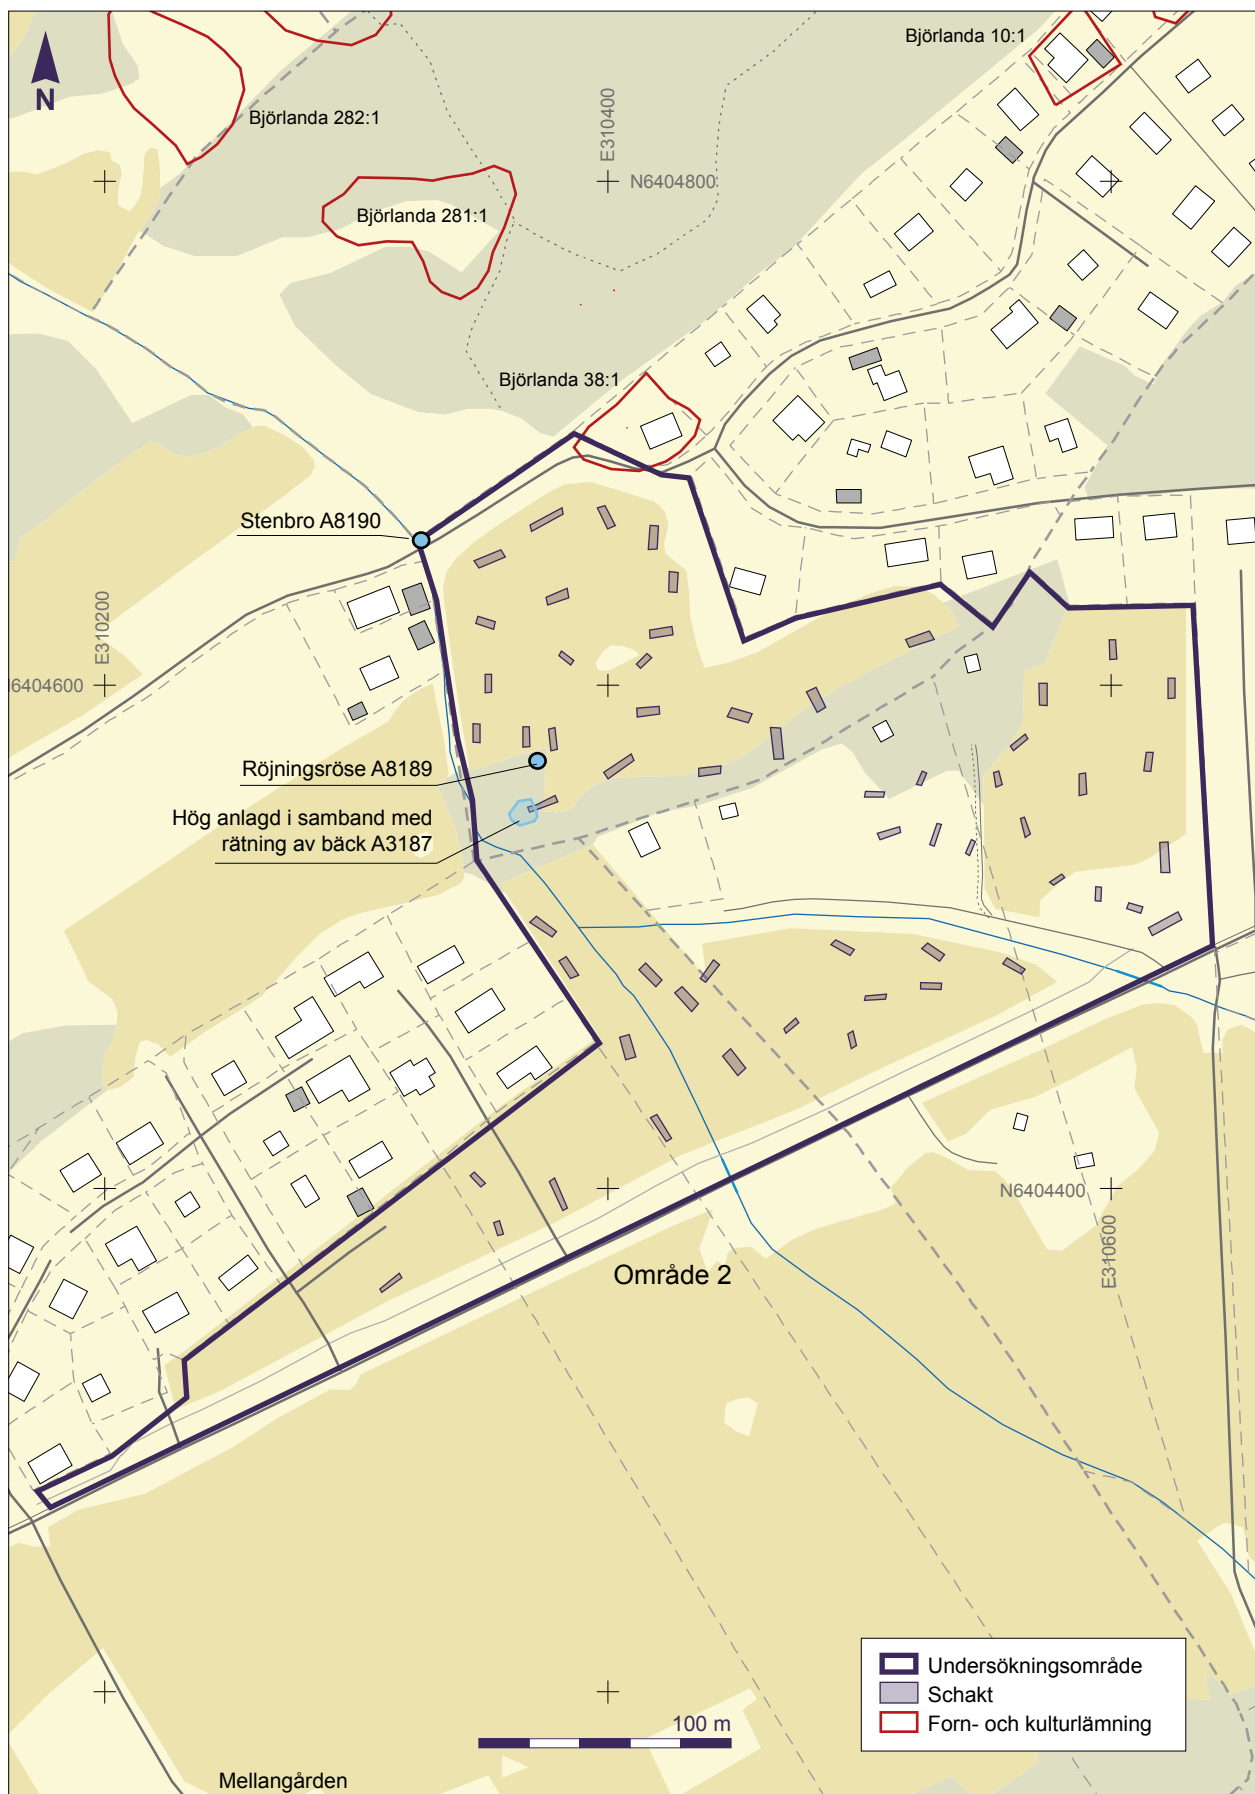 Björlanda 10:1
N
Björlanda 282:1
E310400
N6404800
Björlanda 281:1
Björlanda 38:1
Stenbro A8190
E310200
6404600
Röjningsröse A8189
Hög anlagd i samband med
rätning av bäck A3187
N6404400
E310600
Område 2
Undersökningsområde
Schakt
Forn- och kulturlämning
100 m
Mellangården